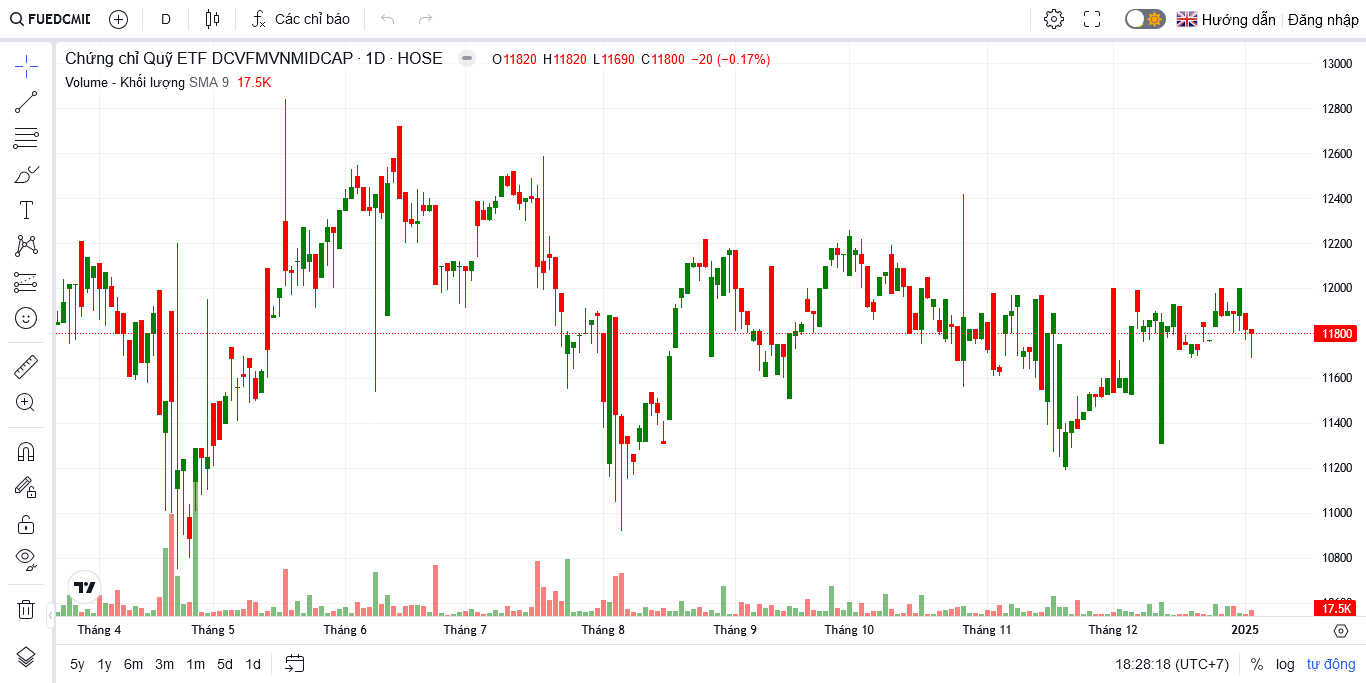 FUEDCMID D Các chỉ báo Hướng dẫn Đăng nhập
Chứng chỉ Quỹ ETF DCVFMVNMIDCAP · 1D · HOSE O11820 H11820 L11690 C11800 −20 (−0.17%)
Volume - Khối lượng SMA 9 17.5K
13000
12800
12600
12400
12200
12000
11800
11600
11400
11200
11000
10800
17.5K
Tháng 4 Tháng 5 Tháng 6 Tháng 7 Tháng 8 Tháng 9 Tháng 10 Tháng 11 Tháng 12 2025
5y 1y 6m 3m 1m 5d 1d 18:28:18 (UTC+7) % log tự động